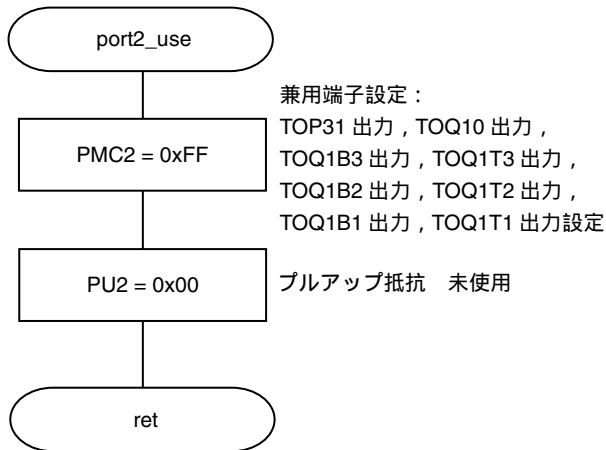 port2_use
PMC2 = 0xFF
兼用端子設定：
TOP31 出力，TOQ10 出力，
TOQ1B3 出力，TOQ1T3 出力，
TOQ1B2 出力，TOQ1T2 出力，
TOQ1B1 出力，TOQ1T1 出力設定
PU2 = 0x00
プルアップ抵抗　未使用
ret